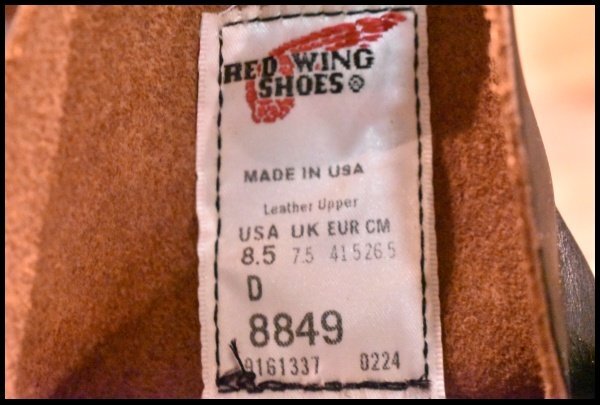 RED WING
SHOES®
MADE IN USA
Leather Upper
USA UK EUR CM
8.5 7.5 41.5 26.5
D
8849
9161337 0224